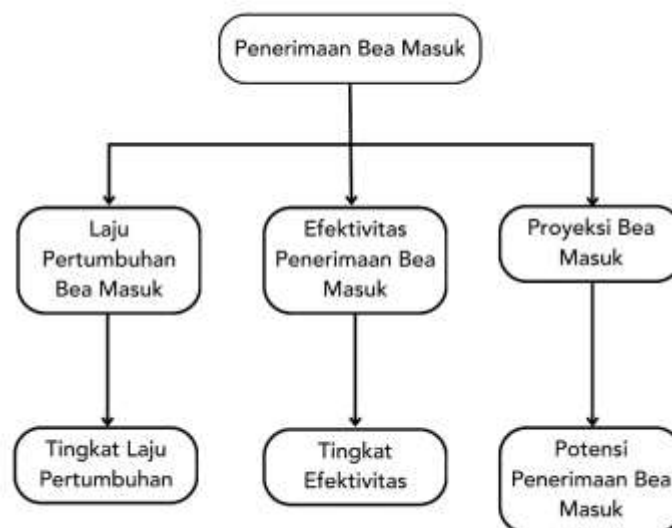 Penerimaan Bea Masuk
Laju
Pertumbuhan
Bea Masuk
Efektivitas
Penerimaan Bea
Masuk
Proyeksi Bea
Masuk
Tingkat Laju
Pertumbuhan
Tingkat
Efektivitas
Potensi
Penerimaan Bea
Masuk